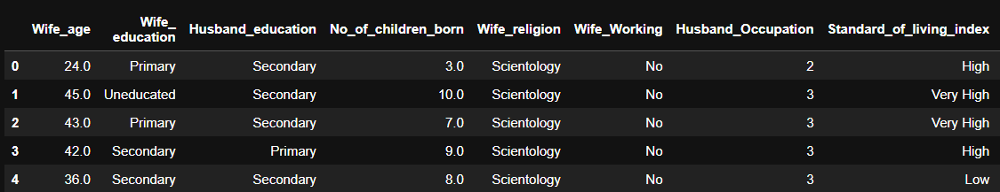 Wife_age Wife_ education Husband_education No_of_children_born Wife_religion Wife_Working Husband_Occupation Standard_of_living_index
0 24.0 Primary Secondary 3.0 Scientology No 2 High
1 45.0 Uneducated Secondary 10.0 Scientology No 3 Very High
2 43.0 Primary Secondary 7.0 Scientology No 3 Very High
3 42.0 Secondary Primary 9.0 Scientology No 3 High
4 36.0 Secondary Secondary 8.0 Scientology No 3 Low